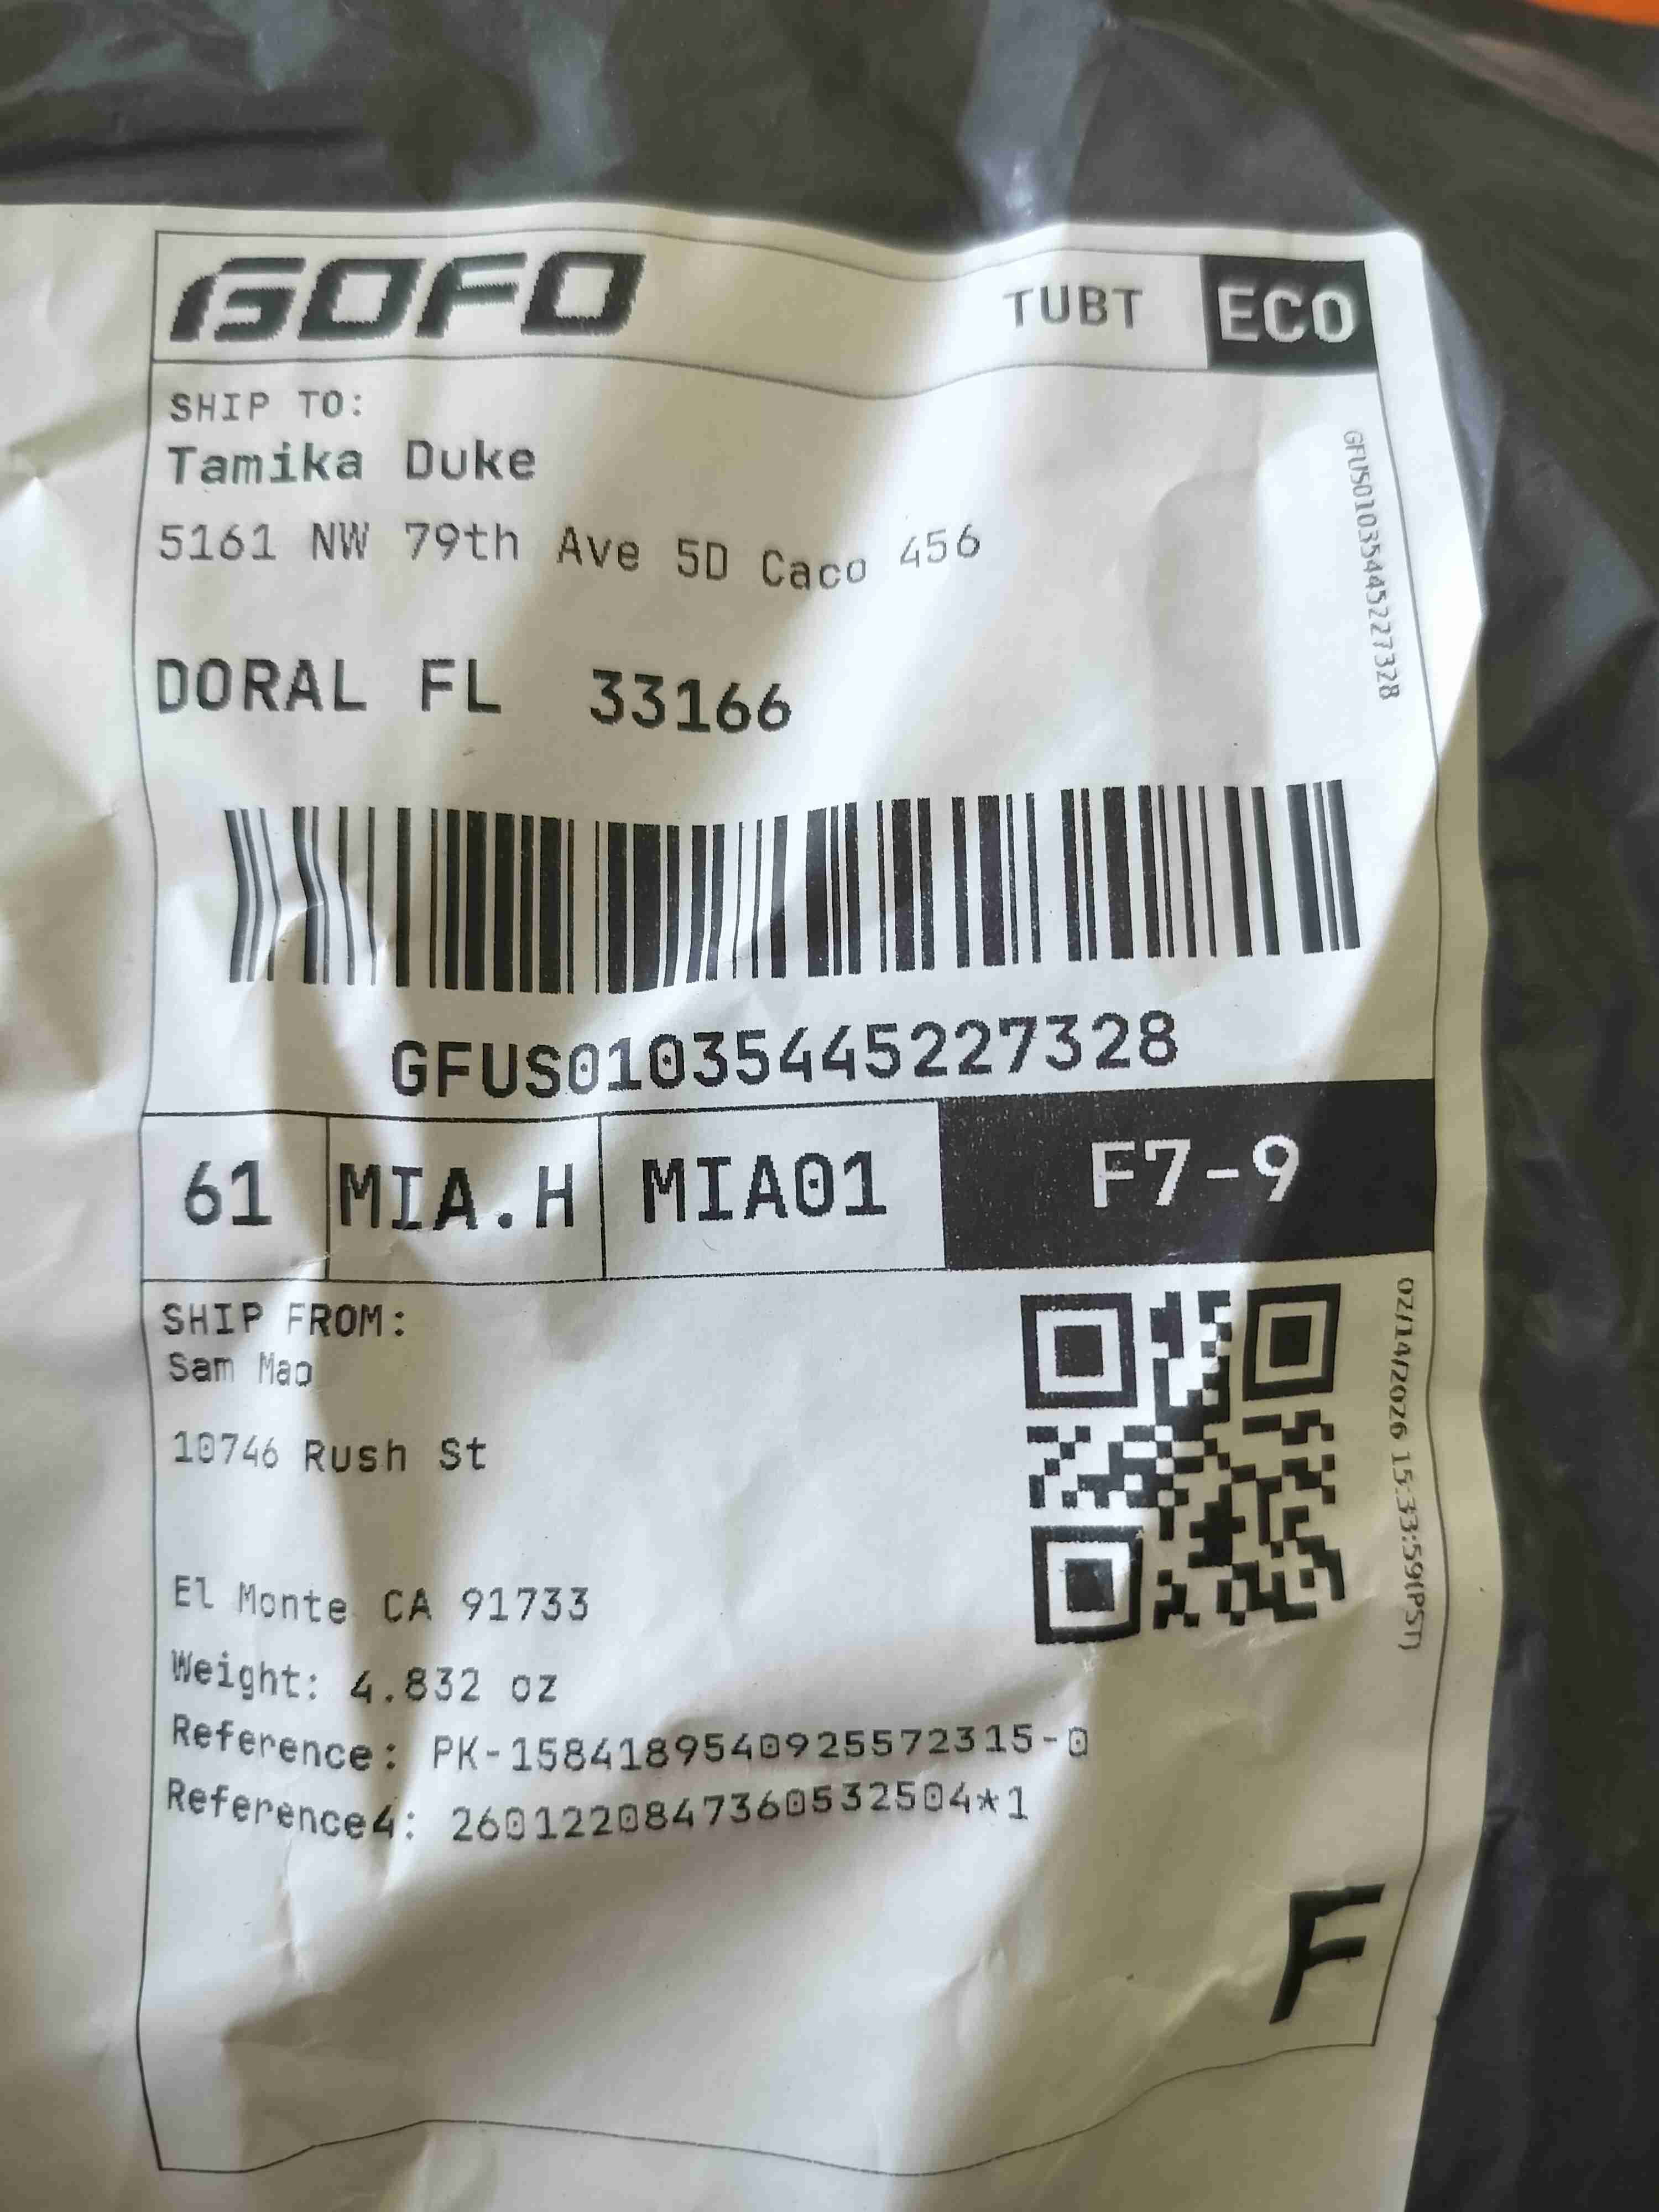 GOFO
TUBT ECO
SHIP TO:
Tamika Duke
5161 NW 79th Ave 5D Caco 456
DORAL FL 33166
GFUS01035445227328
GFUS01035445227328
61 MIA.H MIA01 F7-9
SHIP FROM:
Sam Mao
10746 Rush St
El Monte CA 91733
02/14/2026 15:33:59(PST)
Weight: 4.832 oz
Reference: PK-1584189540925572315-0
Reference4: 2601220847360532504*1
F